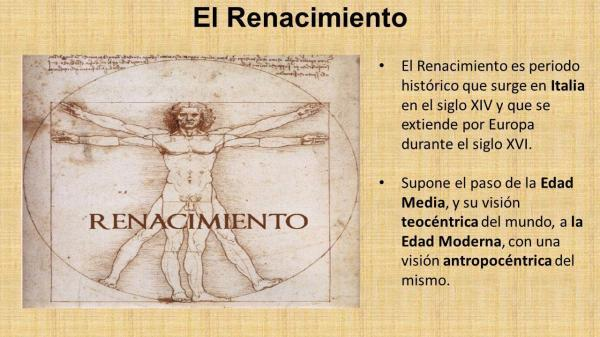 El Renacimiento
RENACIMIENTO
• El Renacimiento es periodo
histórico que surge en Italia
en el siglo XIV y que se
extiende por Europa
durante el siglo XVI.
• Supone el paso de la Edad
Media, y su visión
teocéntrica del mundo, a la
Edad Moderna, con una
visión antropocéntrica del
mismo.